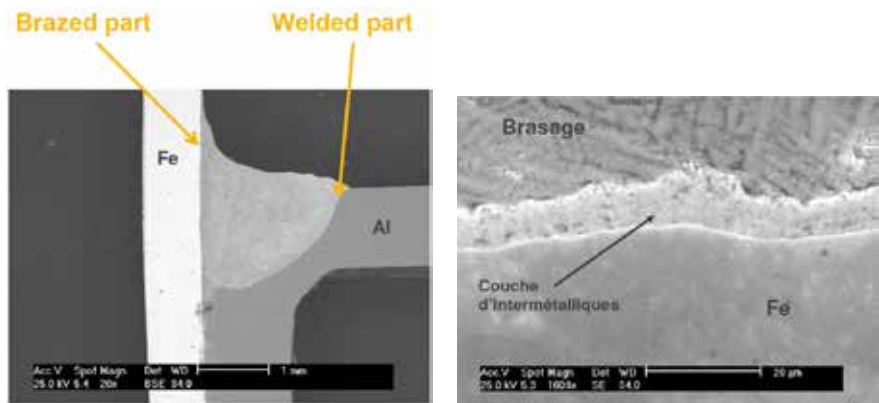 Brazed part
Welded part
Fe
Al
Acc.V Spot Magn Det WD
25.0 kV 6.4 20x BSE 34.0
1 mm
Brasage
Couche
d'intermétalliques
Fe
Acc.V Spot Magn Det WD
25.0 kV 5.3 1600x SE 34.0
20 µm